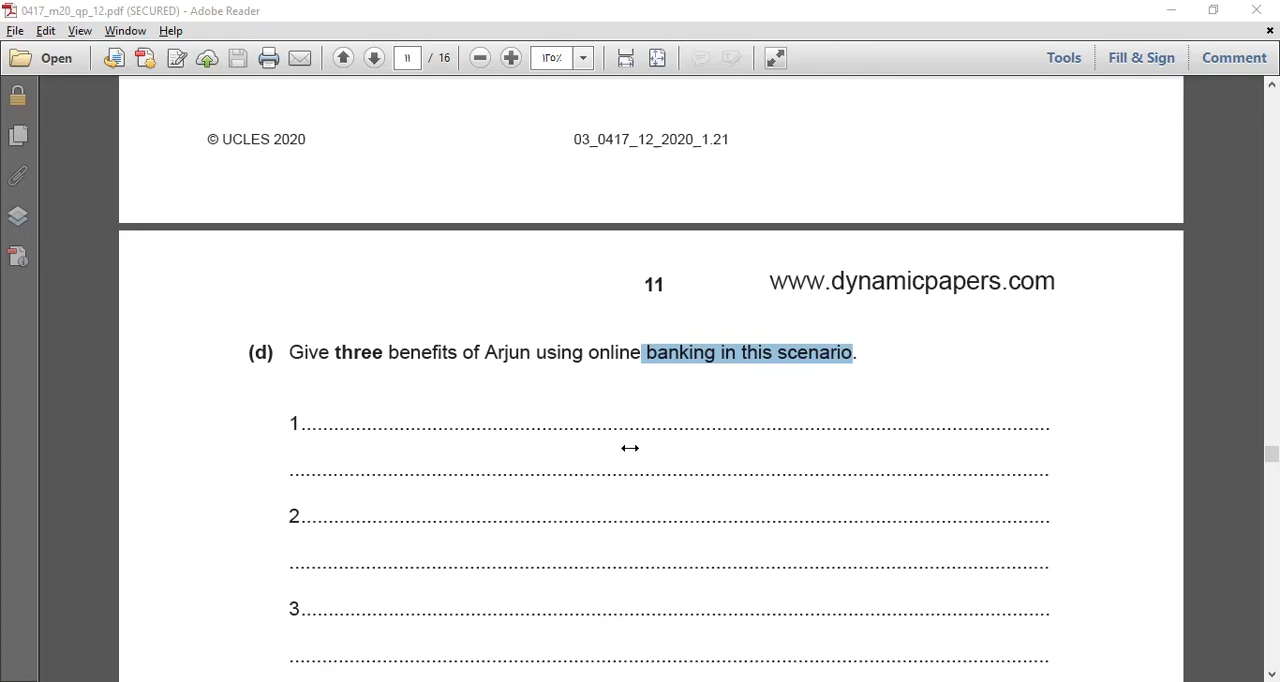 0417_m20_qp_12.pdf (SECURED) - Adobe Reader
File Edit View Window Help
Open ١١ / 16 ١٣٥٪ Tools Fill & Sign Comment
© UCLES 2020 03_0417_12_2020_1.21
11 www.dynamicpapers.com
(d) Give three benefits of Arjun using online banking in this scenario.
1
2
3